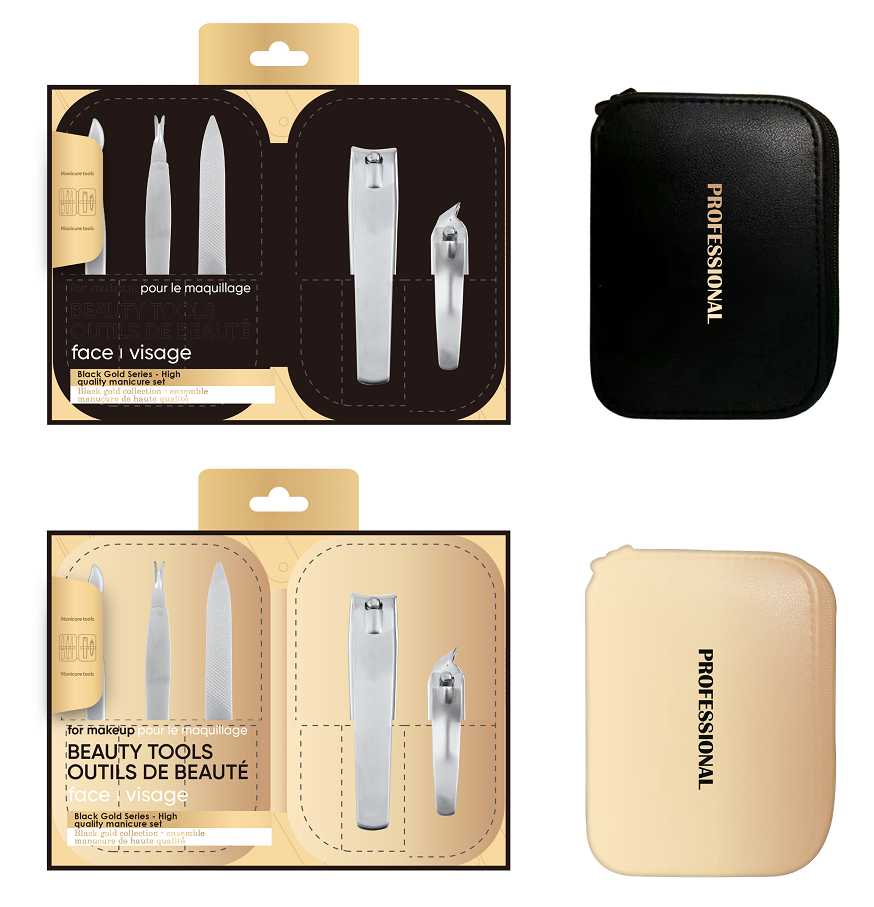 Manicure tools
Manicure tools
for makeup pour le maquillage
BEAUTY TOOLS
OUTILS DE BEAUTÉ
face | visage
Black Gold Series - High
quality manicure set
Black gold collection - ensemble
manucure de haute qualité
PROFESSIONAL
Manicure tools
Manicure tools
for makeup pour le maquillage
BEAUTY TOOLS
OUTILS DE BEAUTÉ
face | visage
Black Gold Series - High
quality manicure set
Black gold collection - ensemble
manucure de haute qualité
PROFESSIONAL